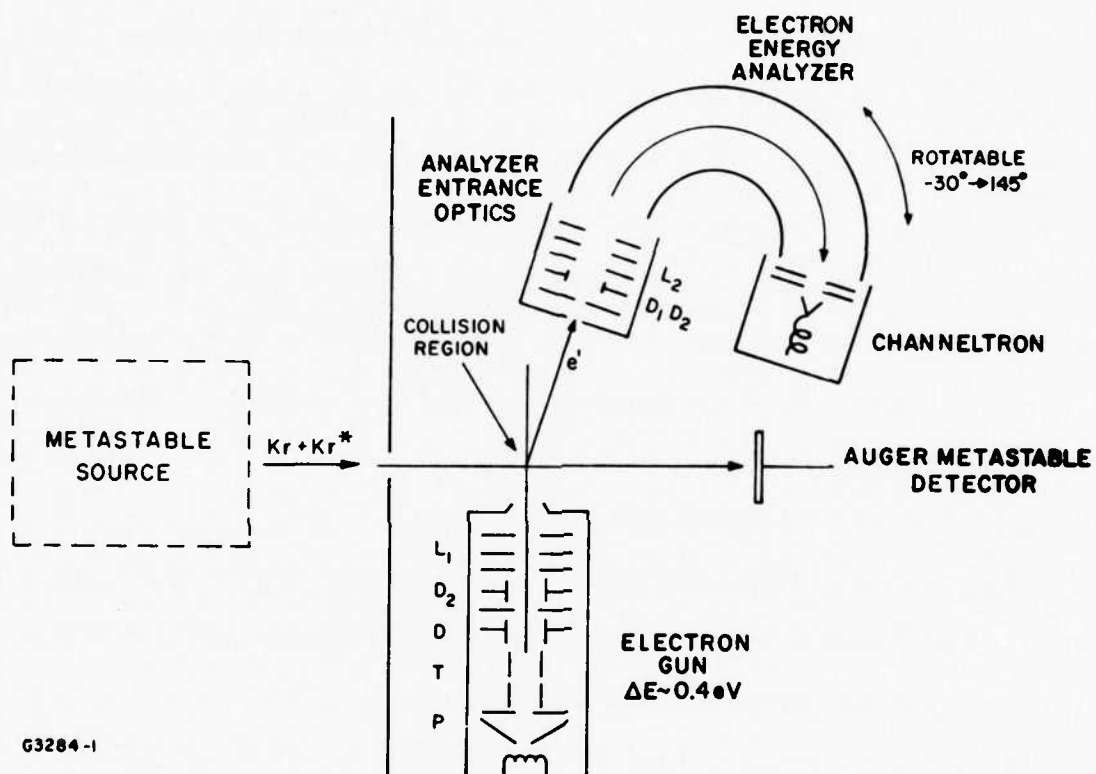 ELECTRON
ENERGY
ANALYZER
ANALYZER
ENTRANCE
OPTICS
ROTATABLE
-30°→145°
L₂
D₁ D₂
COLLISION
REGION
e'
CHANNELTRON
METASTABLE
SOURCE
Kr + Kr*
AUGER METASTABLE
DETECTOR
L₁
D₂
D
T
P
ELECTRON
GUN
ΔE~0.4eV
G3284-1